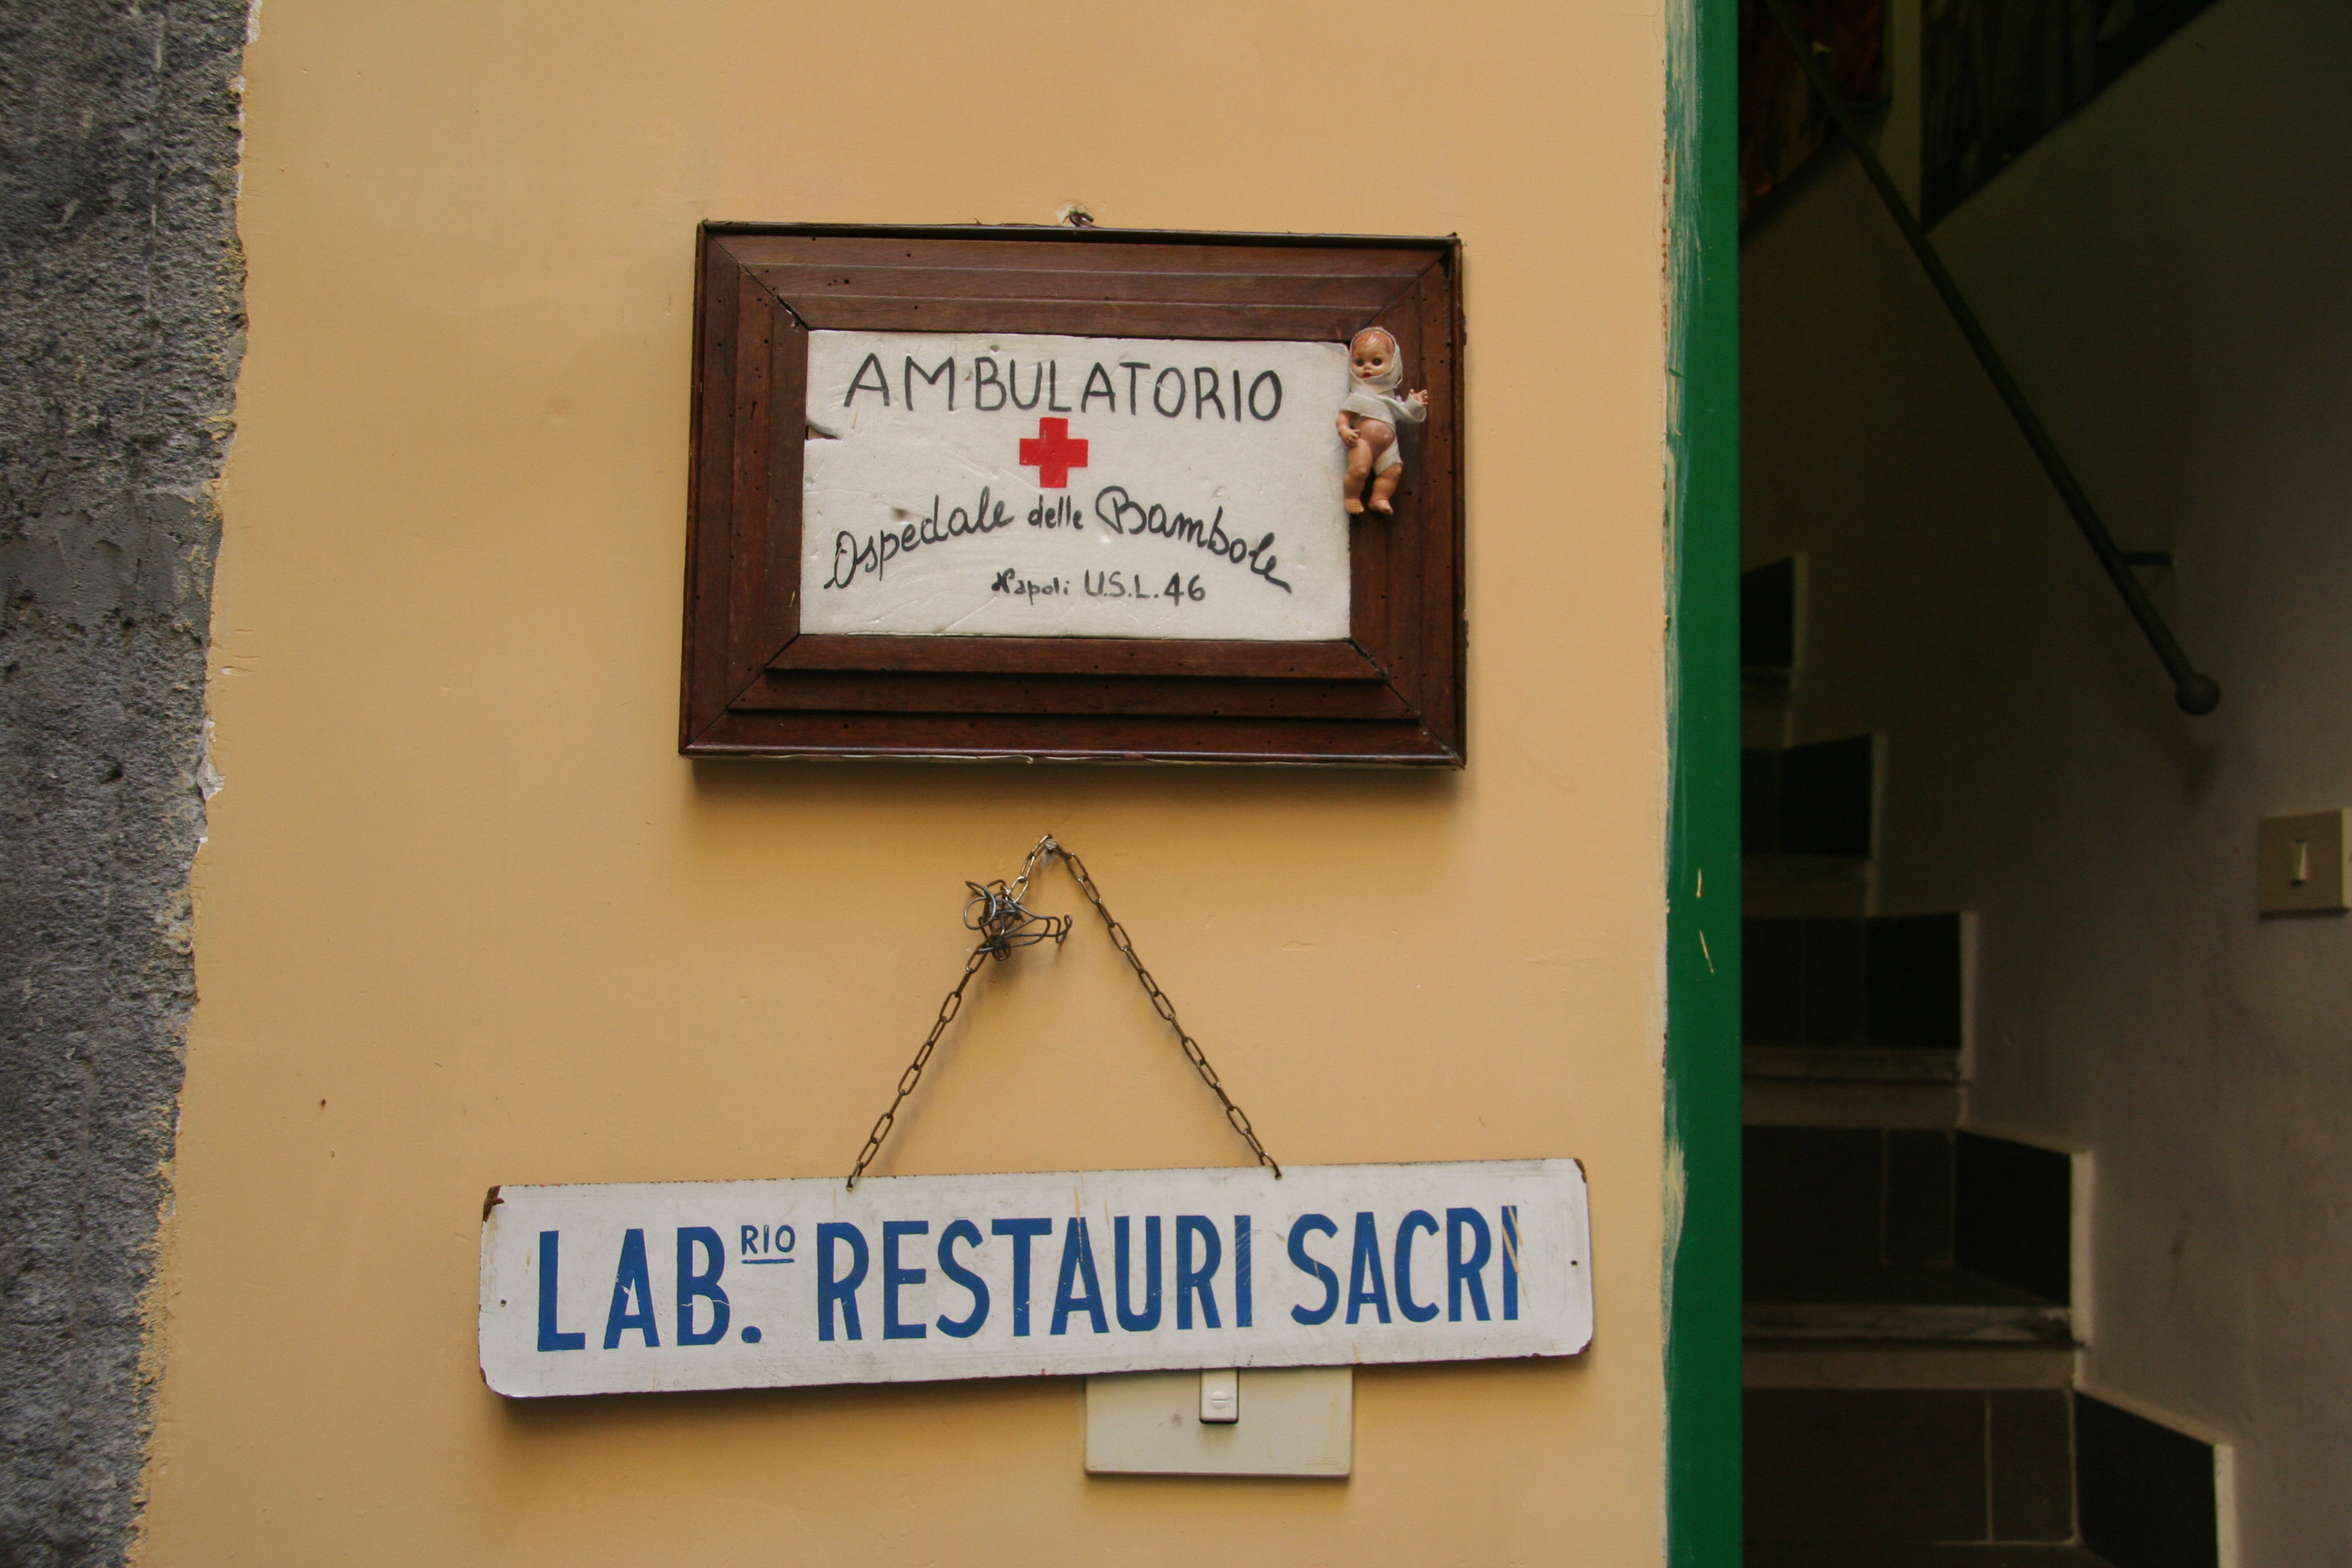 AMBULATORIO
Ospedale delle Bambole
Napoli U.S.L. 46
LAB.RIO RESTAURI SACRI